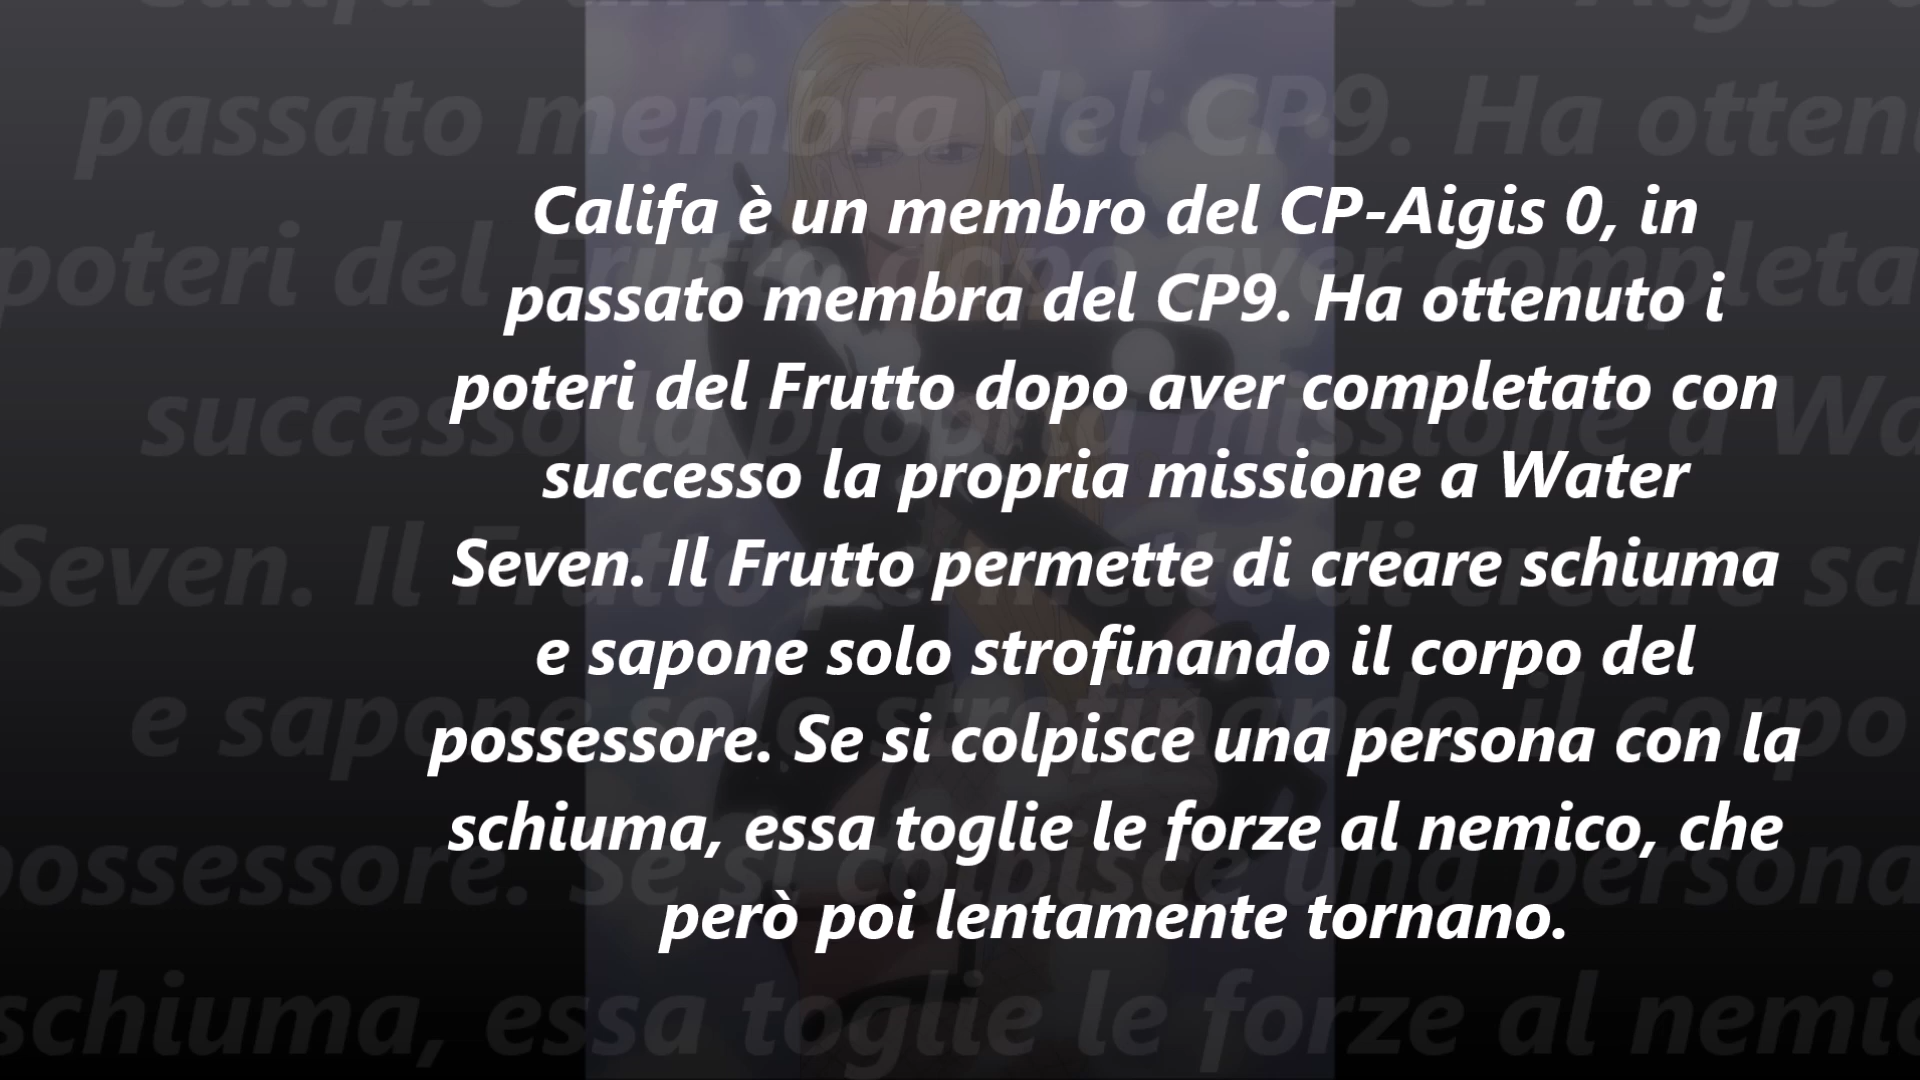 Califa è un membro del CP-Aigis 0, in
passato membra del CP9. Ha ottenuto i
poteri del Frutto dopo aver completato con
successo la propria missione a Water
Seven. Il Frutto permette di creare schiuma
e sapone solo strofinando il corpo del
possessore. Se si colpisce una persona con la
schiuma, essa toglie le forze al nemico, che
però poi lentamente tornano.